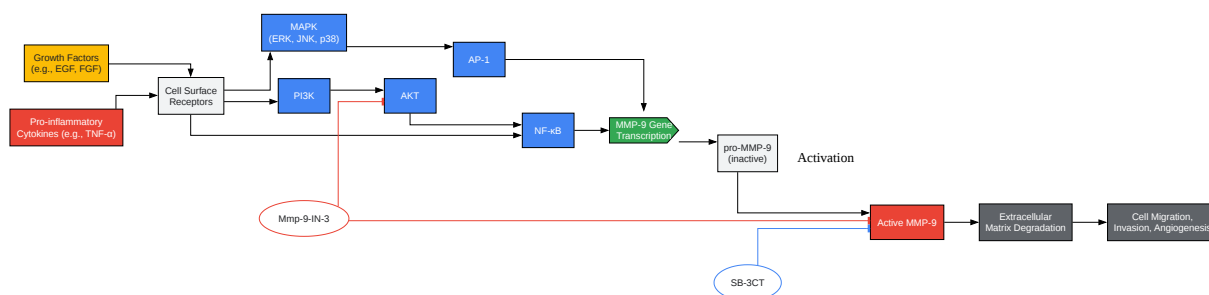 MAPK
(ERK, JNK, p38)
Growth Factors
(e.g., EGF, FGF)
AP-1
Cell Surface
Receptors
PI3K
AKT
Pro-inflammatory
Cytokines (e.g., TNF-α)
NF-κB
MMP-9 Gene
Transcription
pro-MMP-9
(inactive)
Activation
Mmp-9-IN-3
Active MMP-9
Extracellular
Matrix Degradation
Cell Migration,
Invasion, Angiogenesis
SB-3CT